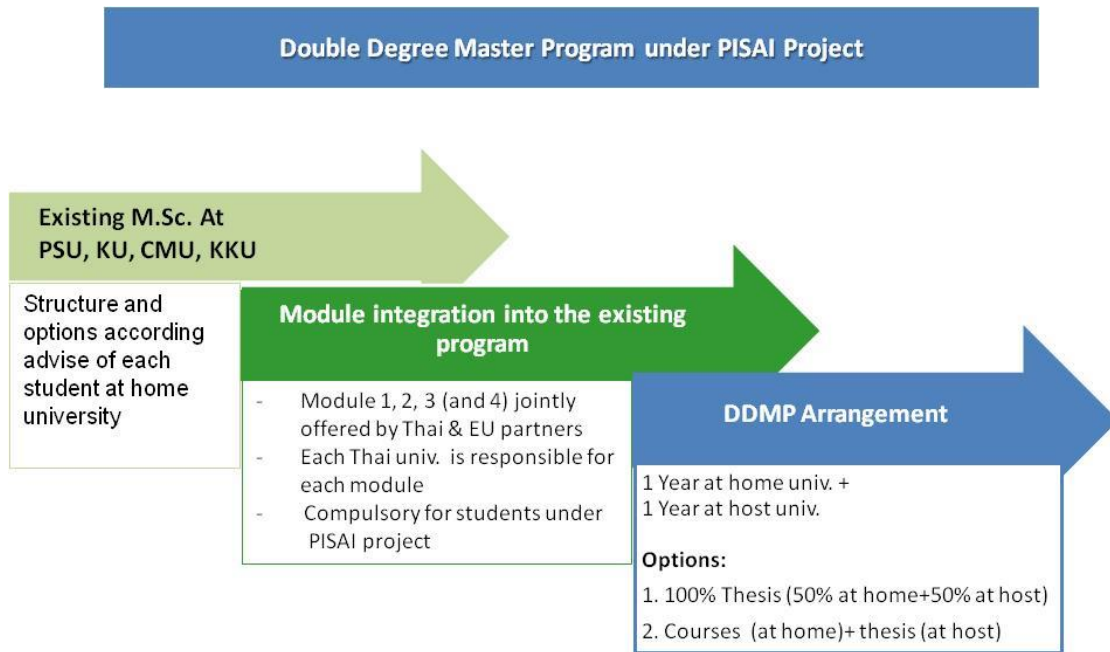 Double Degree Master Program under PISAI Project
Existing M.Sc. At
PSU, KU, CMU, KKU
Structure and
options according
advise of each
student at home
university
Module integration into the existing
program
- Module 1, 2, 3 (and 4) jointly
offered by Thai & EU partners
- Each Thai univ. is responsible for
each module
- Compulsory for students under
PISAI project
DDMP Arrangement
1 Year at home univ. +
1 Year at host univ.
Options:
1. 100% Thesis (50% at home+50% at host)
2. Courses (at home)+ thesis (at host)